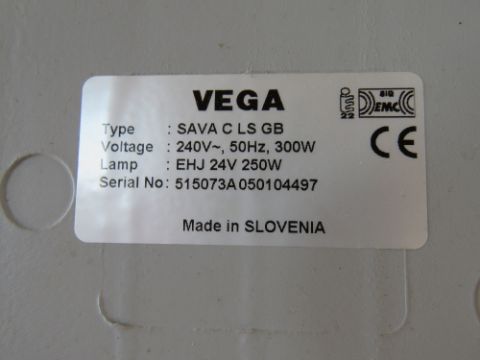 VEGA
Type : SAVA C LS GB
Voltage : 240V~, 50Hz, 300W
Lamp : EHJ 24V 250W
Serial No: 515073A050104497
Made in SLOVENIA
SIQ
EMC
CE